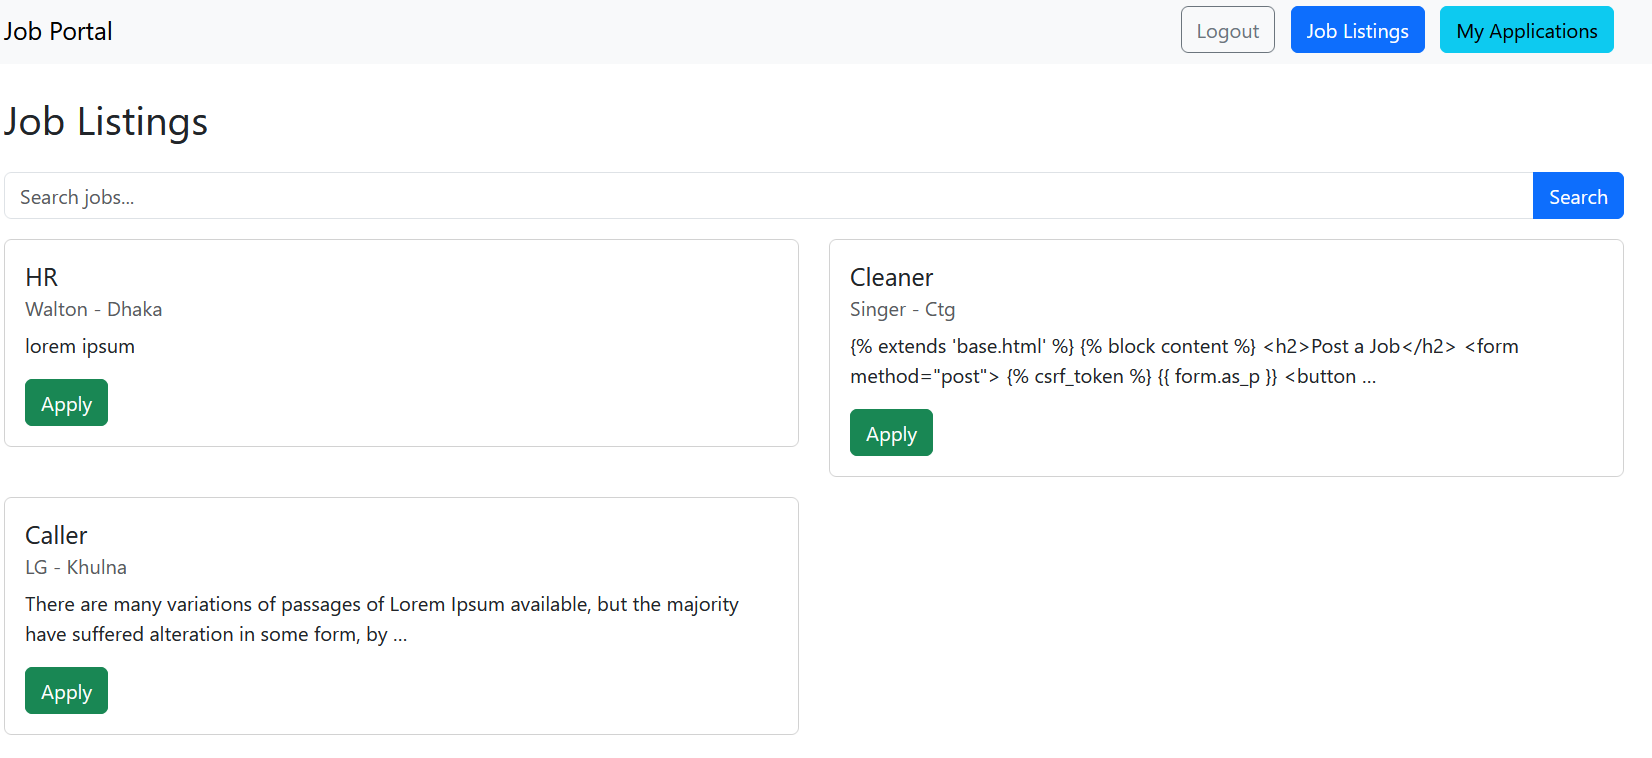 Job Portal
Logout
Job Listings
My Applications
Job Listings
Search jobs...
Search
HR
Walton - Dhaka
lorem ipsum
Apply
Cleaner
Singer - Ctg
{% extends 'base.html' %} {% block content %} <h2>Post a Job</h2> <form
method="post"> {% csrf_token %} {{ form.as_p }} <button …
Apply
Caller
LG - Khulna
There are many variations of passages of Lorem Ipsum available, but the majority
have suffered alteration in some form, by …
Apply